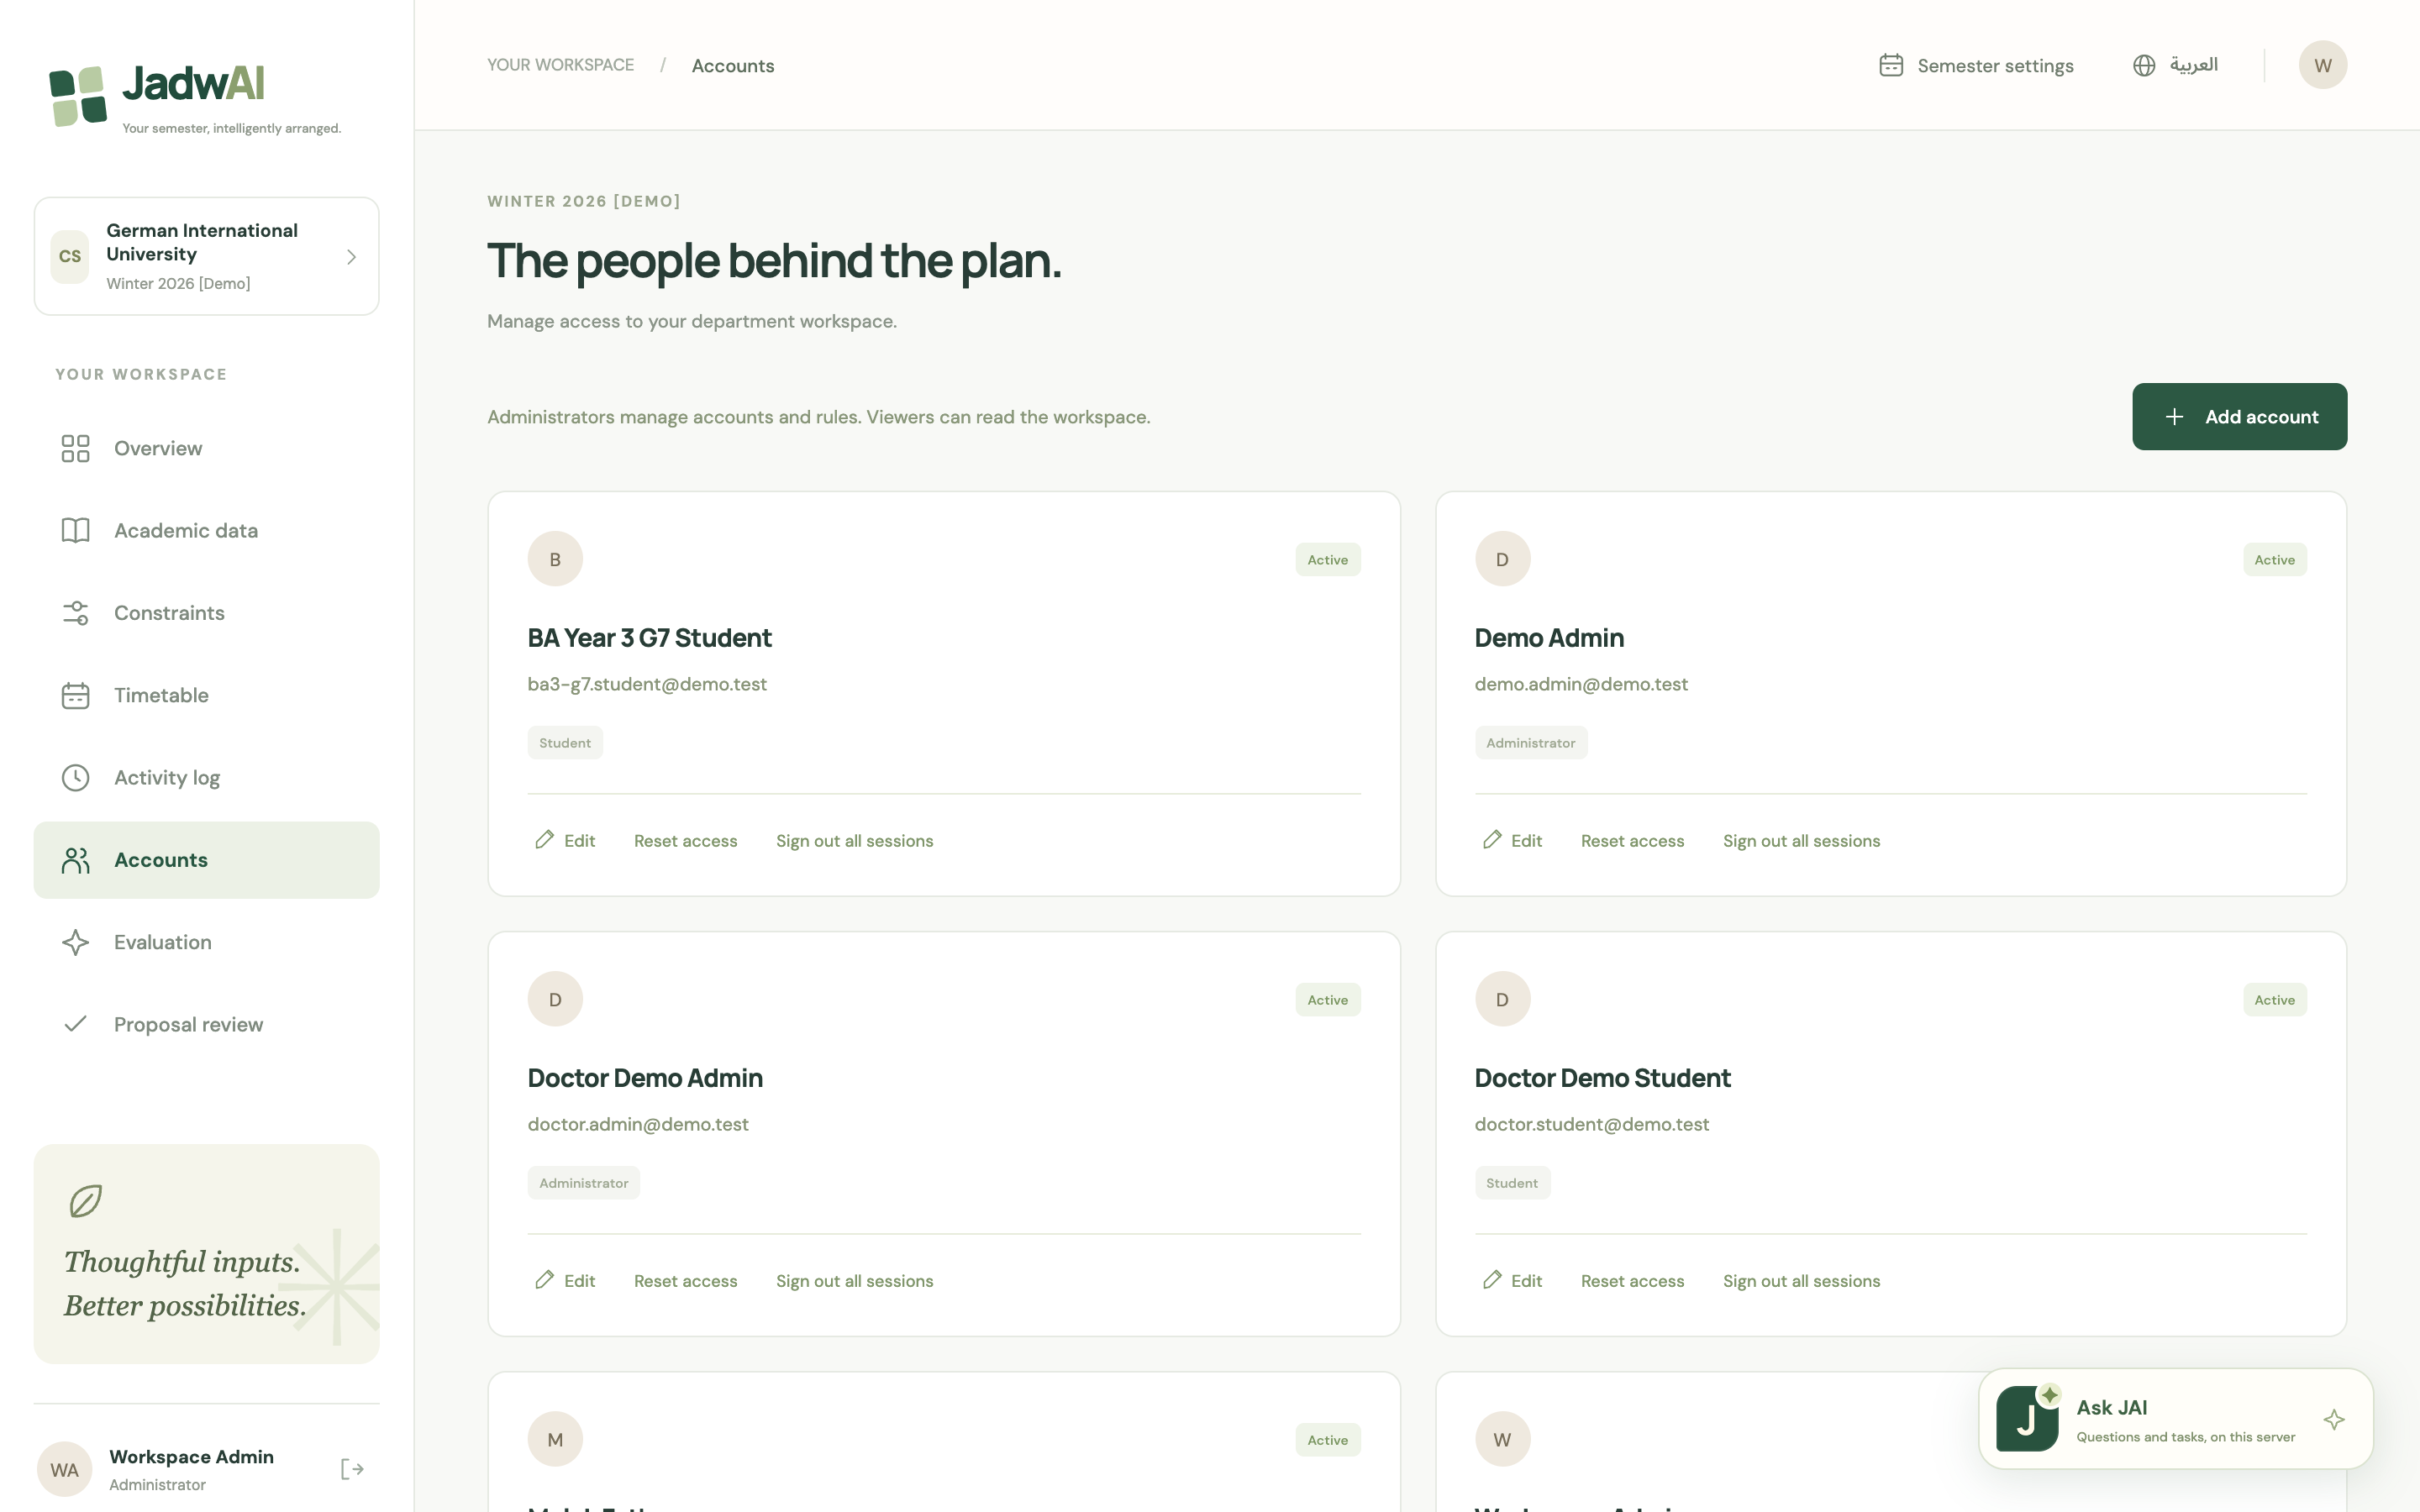 JadwAI
Your semester, intelligently arranged.
CS
German International
University
Winter 2026 [Demo]
YOUR WORKSPACE
Overview
Academic data
Constraints
Timetable
Activity log
Accounts
Evaluation
Proposal review
Thoughtful inputs.
Better possibilities.
WA
Workspace Admin
Administrator
YOUR WORKSPACE / Accounts
Semester settings
العربية
W
WINTER 2026 [DEMO]
The people behind the plan.
Manage access to your department workspace.
Administrators manage accounts and rules. Viewers can read the workspace.
+ Add account
B
Active
BA Year 3 G7 Student
ba3-g7.student@demo.test
Student
Edit Reset access Sign out all sessions
D
Active
Demo Admin
demo.admin@demo.test
Administrator
Edit Reset access Sign out all sessions
D
Active
Doctor Demo Admin
doctor.admin@demo.test
Administrator
Edit Reset access Sign out all sessions
D
Active
Doctor Demo Student
doctor.student@demo.test
Student
Edit Reset access Sign out all sessions
M
Active
W
J
Ask JAI
Questions and tasks, on this server